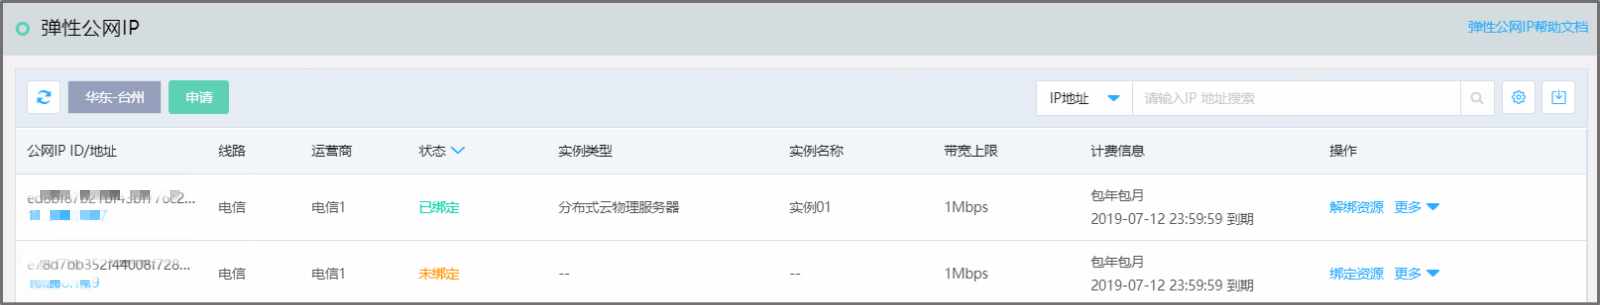 弹性公网IP
弹性公网IP帮助文档
华东-台州 申请 IP地址 请输入IP 地址搜索
公网IP ID/地址 线路 运营商 状态 实例类型 实例名称 带宽上限 计费信息 操作
电信 电信1 已绑定 分布式云物理服务器 实例01 1Mbps 包年包月 解绑资源 更多
2019-07-12 23:59:59 到期
e78d7bb352f44008f728... 电信 电信1 未绑定 -- -- 1Mbps 包年包月 绑定资源 更多
2019-07-12 23:59:59 到期